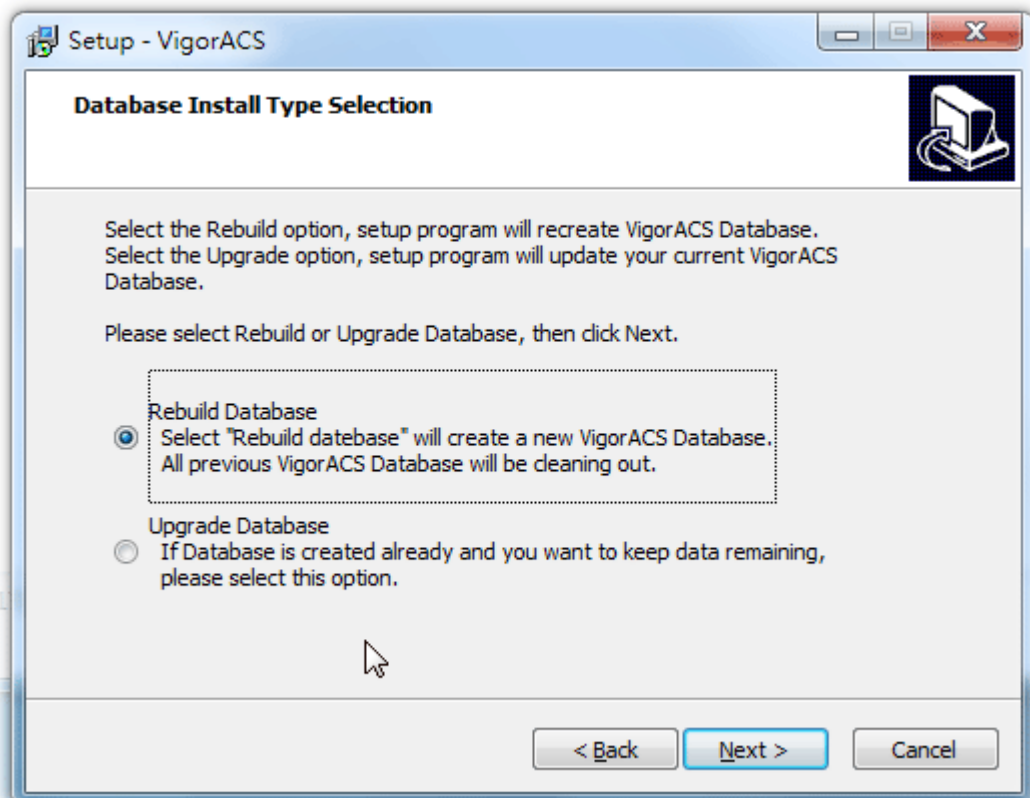 Setup - VigorACS
Database Install Type Selection
Select the Rebuild option, setup program will recreate VigorACS Database.
Select the Upgrade option, setup program will update your current VigorACS
Database.
Please select Rebuild or Upgrade Database, then click Next.
Rebuild Database
Select "Rebuild datebase" will create a new VigorACS Database.
All previous VigorACS Database will be cleaning out.
Upgrade Database
If Database is created already and you want to keep data remaining,
please select this option.
< Back
Next >
Cancel